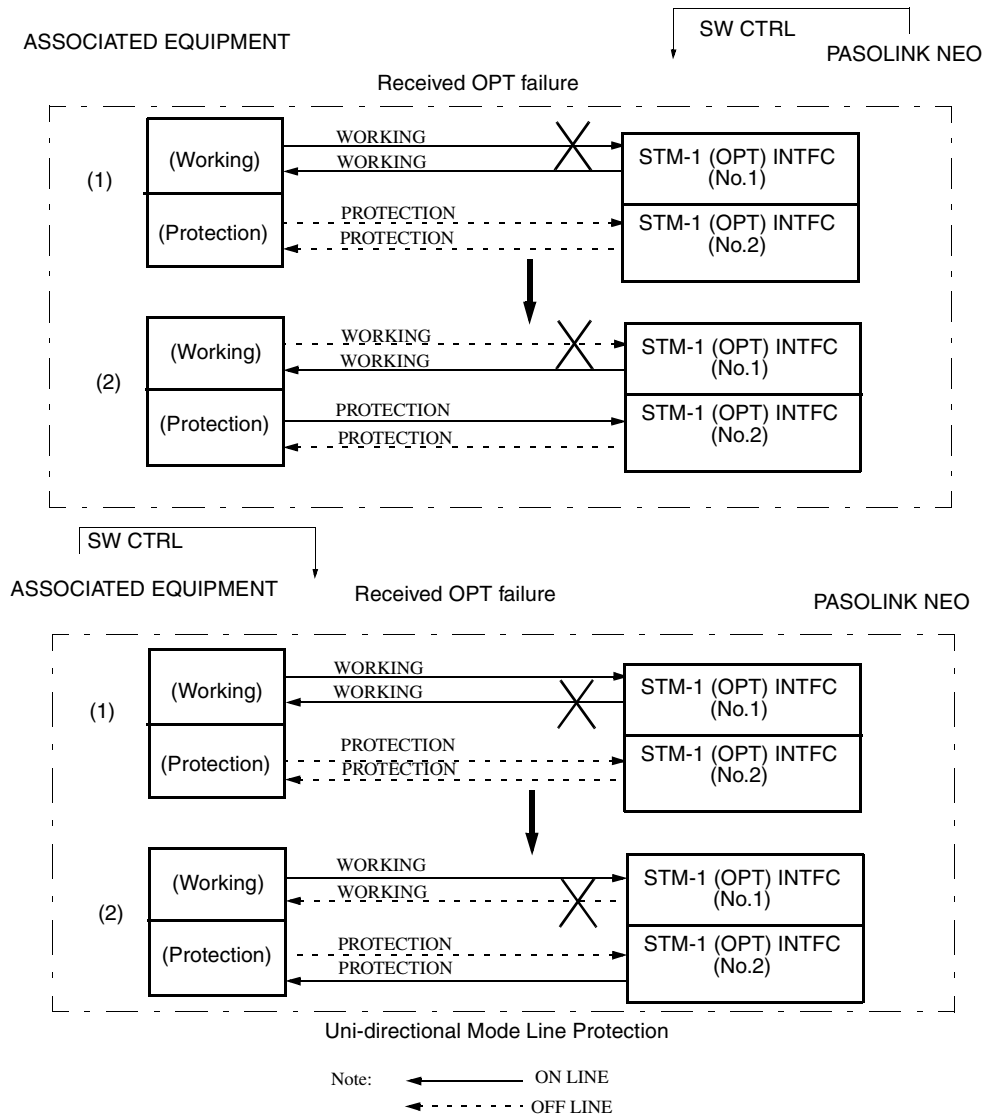 SW CTRL
ASSOCIATED EQUIPMENT
PASOLINK NEO
Received OPT failure
WORKING
(Working)
WORKING
STM-1 (OPT) INTFC
(No.1)
(1)
PROTECTION
(Protection)
PROTECTION
STM-1 (OPT) INTFC
(No.2)
WORKING
(Working)
WORKING
STM-1 (OPT) INTFC
(No.1)
(2)
PROTECTION
(Protection)
PROTECTION
STM-1 (OPT) INTFC
(No.2)
SW CTRL
ASSOCIATED EQUIPMENT
Received OPT failure
PASOLINK NEO
WORKING
(Working)
WORKING
STM-1 (OPT) INTFC
(No.1)
(1)
PROTECTION
(Protection)
PROTECTION
STM-1 (OPT) INTFC
(No.2)
WORKING
(Working)
WORKING
STM-1 (OPT) INTFC
(No.1)
(2)
PROTECTION
(Protection)
PROTECTION
STM-1 (OPT) INTFC
(No.2)
Uni-directional Mode Line Protection
Note:
ON LINE
OFF LINE